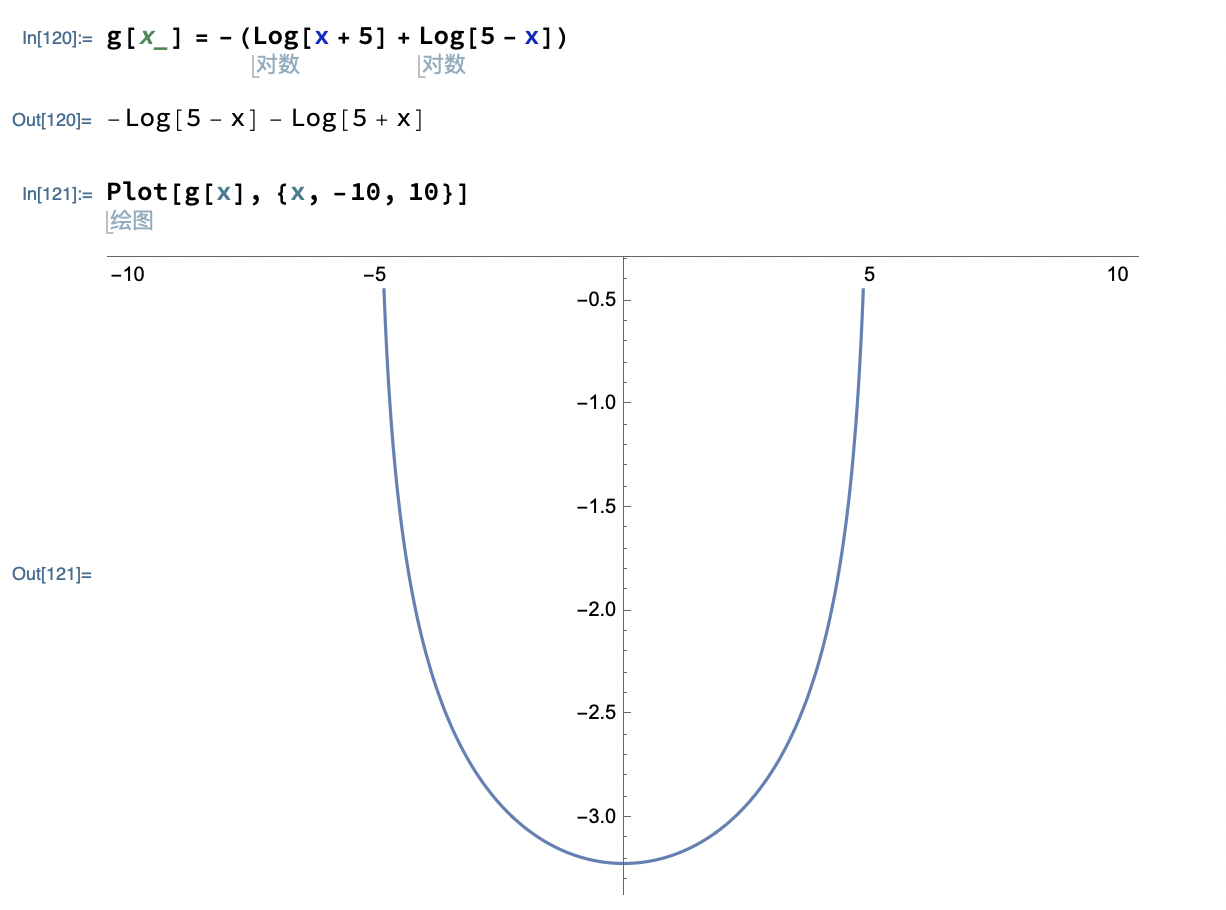 In[120]:= g[x_] = -(Log[x + 5] + Log[5 - x])
对数 对数
Out[120]= -Log[5 - x] - Log[5 + x]
In[121]:= Plot[g[x], {x, -10, 10}]
绘图
-10 -5 5 10
-0.5
-1.0
-1.5
Out[121]=
-2.0
-2.5
-3.0